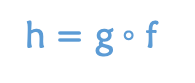 h = g ∘ f